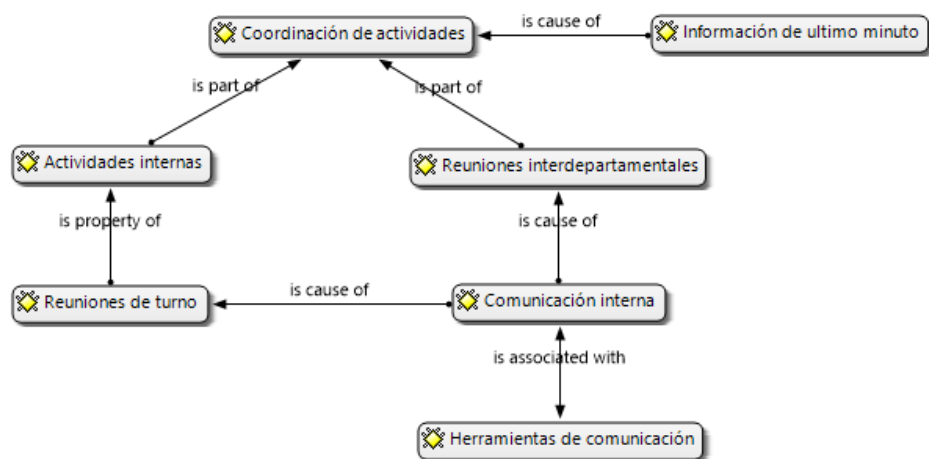 Coordinación de actividades
is cause of
Información de ultimo minuto
is part of
is part of
Actividades internas
Reuniones interdepartamentales
is property of
is cause of
Reuniones de turno
is cause of
Comunicación interna
is associated with
Herramientas de comunicación